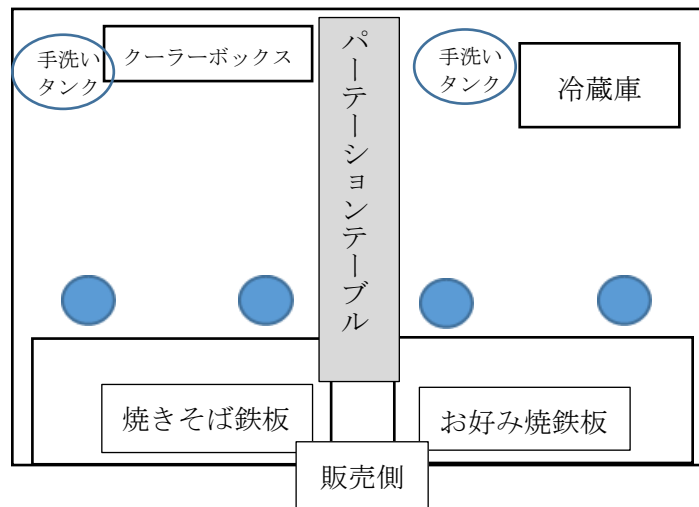 手洗い
タンク
クーラーボックス
パーテーションテーブル
手洗い
タンク
冷蔵庫
焼きそば鉄板
お好み焼鉄板
販売側